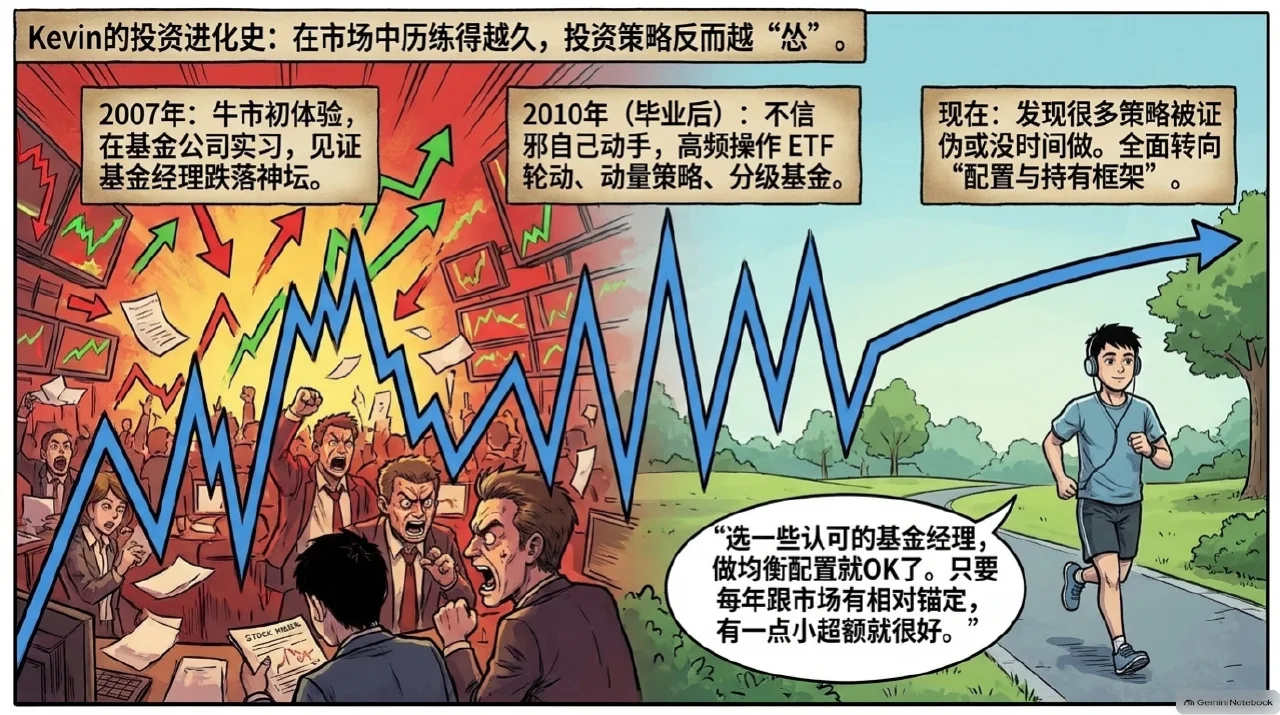 Kevin的投资进化史：在市场中历练得越久，投资策略反而越“怂”。
2007年：牛市初体验，
在基金公司实习，见证
基金经理跌落神坛。
2010年（毕业后）：不信
邪自己动手，高频操作 ETF
轮动、动量策略、分级基金。
现在：发现很多策略被证
伪或没时间做。全面转向
“配置与持有框架”。
“选一些认可的基金经理，
做均衡配置就OK了。只要
每年跟市场有相对锚定，
有一点小超额就很好。”
STOCK
Gemini Notebook